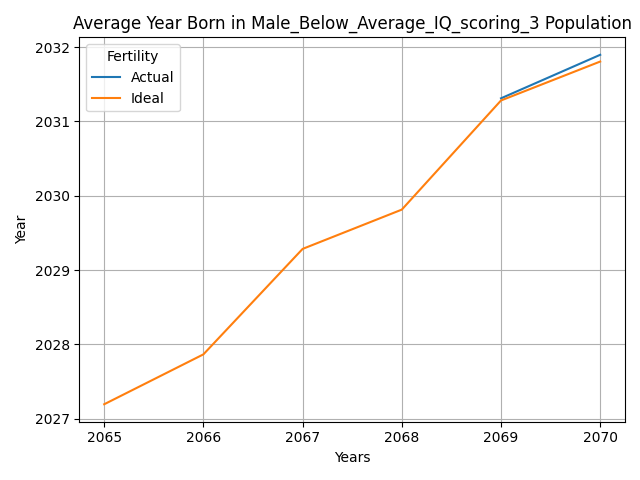 Average Year Born in Male_Below_Average_IQ_scoring_3 Population
Fertility
Actual
Ideal
2032
2031
2030
2029
2028
2027
Year
2065 2066 2067 2068 2069 2070
Years